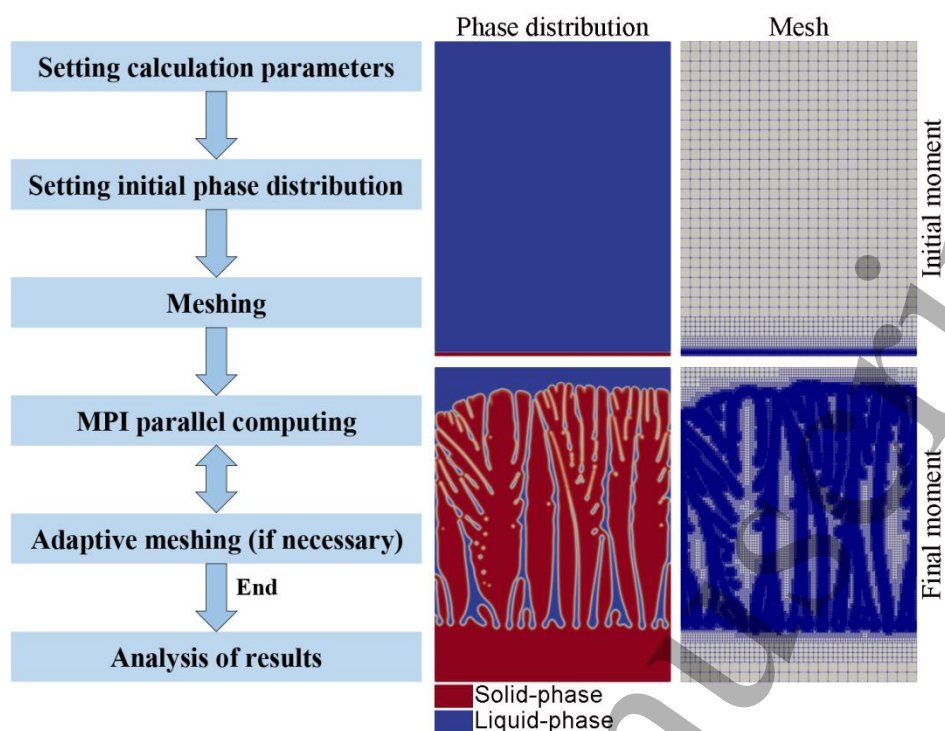 Phase distribution
Mesh
Setting calculation parameters
Setting initial phase distribution
Meshing
MPI parallel computing
Adaptive meshing (if necessary)
End
Analysis of results
Initial moment
Final moment
Solid-phase
Liquid-phase